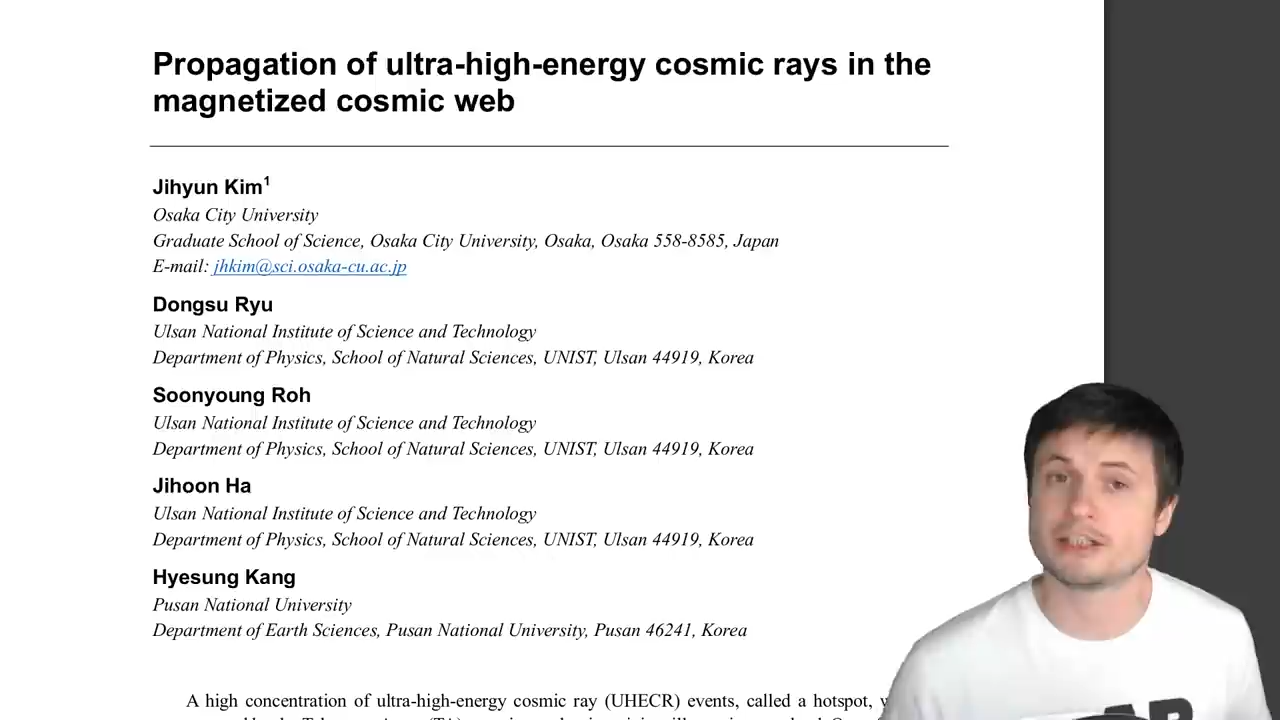 Propagation of ultra-high-energy cosmic rays in the
magnetized cosmic web
Jihyun Kim1
Osaka City University
Graduate School of Science, Osaka City University, Osaka, Osaka 558-8585, Japan
E-mail: jhkim@sci.osaka-cu.ac.jp
Dongsu Ryu
Ulsan National Institute of Science and Technology
Department of Physics, School of Natural Sciences, UNIST, Ulsan 44919, Korea
Soonyoung Roh
Ulsan National Institute of Science and Technology
Department of Physics, School of Natural Sciences, UNIST, Ulsan 44919, Korea
Jihoon Ha
Ulsan National Institute of Science and Technology
Department of Physics, School of Natural Sciences, UNIST, Ulsan 44919, Korea
Hyesung Kang
Pusan National University
Department of Earth Sciences, Pusan National University, Pusan 46241, Korea
A high concentration of ultra-high-energy cosmic ray (UHECR) events, called a hotspot,